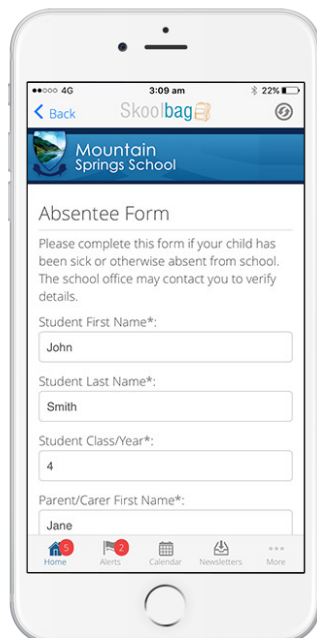 4G 3:09 am 22%
Back Skoolbag
Mountain
Springs School
Absentee Form
Please complete this form if your child has
been sick or otherwise absent from school.
The school office may contact you to verify
details.
Student First Name*:
John
Student Last Name*:
Smith
Student Class/Year*:
4
Parent/Carer First Name*:
Jane
5 2
Home Alerts Calendar Newsletters More